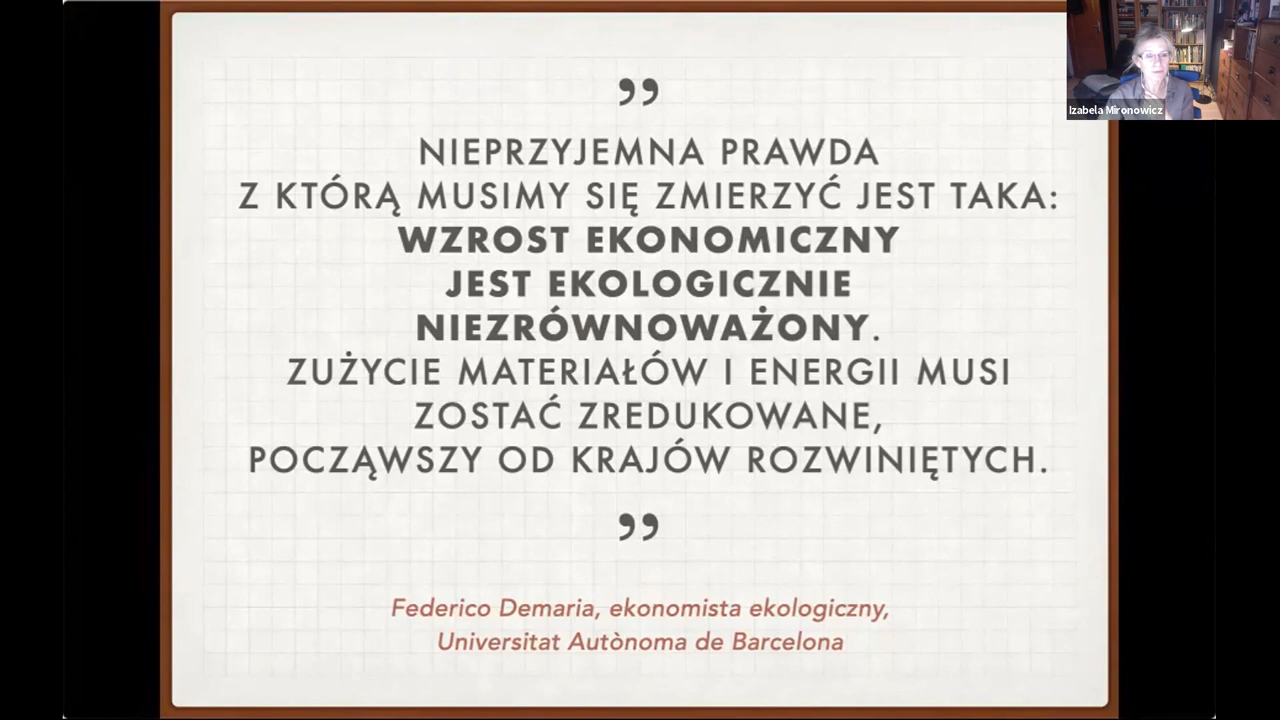 ”
NIEPRZYJEMNA PRAWDA
Z KTÓRĄ MUSIMY SIĘ ZMIERZYĆ JEST TAKA:
WZROST EKONOMICZNY
JEST EKOLOGICZNIE
NIEZRÓWNOWAŻONY.
ZUŻYCIE MATERIAŁÓW I ENERGII MUSI
ZOSTAĆ ZREDUKOWANE,
POCZĄWSZY OD KRAJÓW ROZWINIĘTYCH.
”
Federico Demaria, ekonomista ekologiczny,
Universitat Autònoma de Barcelona
Izabela Mironowicz